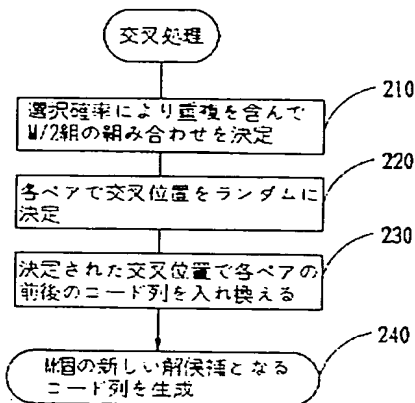 交叉処理
210
選択確率により重複を含んで
M/2組の組み合わせを決定
220
各ペアで交叉位置をランダムに
決定
230
決定された交叉位置で各ペアの
前後のコード列を入れ換える
240
M個の新しい解候補となる
コード列を生成